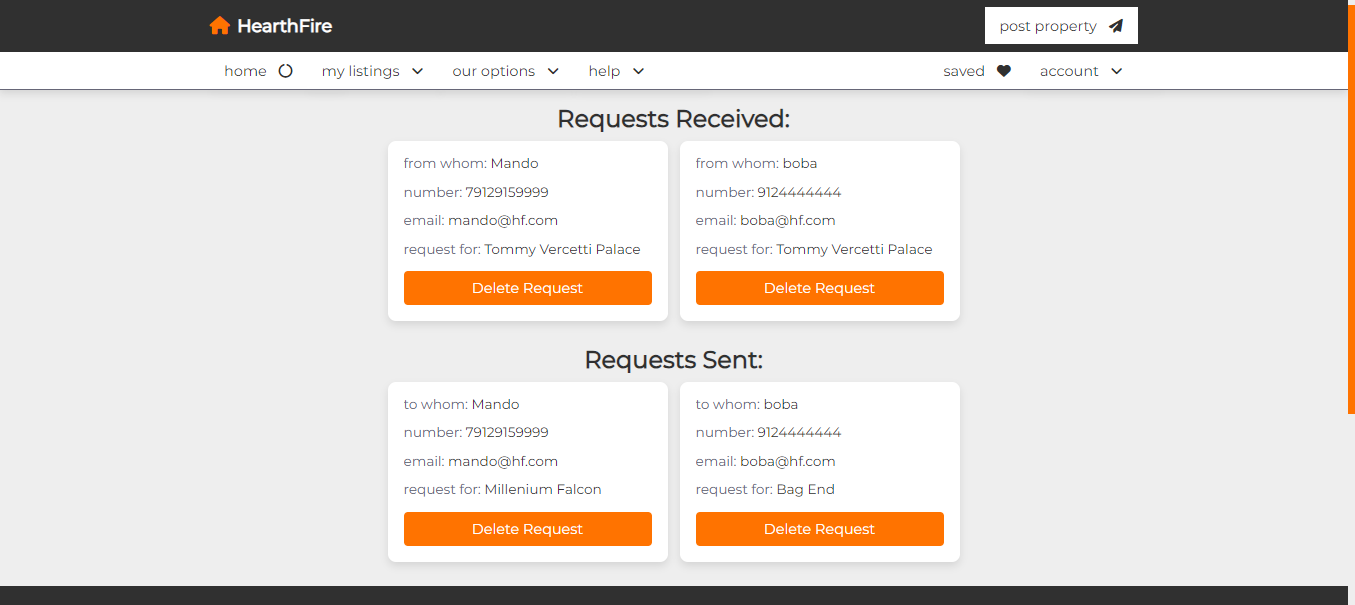 HearthFire
post property
home
my listings
our options
help
saved
account
Requests Received:
from whom: Mando
number: 79129159999
email: mando@hf.com
request for: Tommy Vercetti Palace
Delete Request
from whom: boba
number: 9124444444
email: boba@hf.com
request for: Tommy Vercetti Palace
Delete Request
Requests Sent:
to whom: Mando
number: 79129159999
email: mando@hf.com
request for: Millenium Falcon
Delete Request
to whom: boba
number: 9124444444
email: boba@hf.com
request for: Bag End
Delete Request